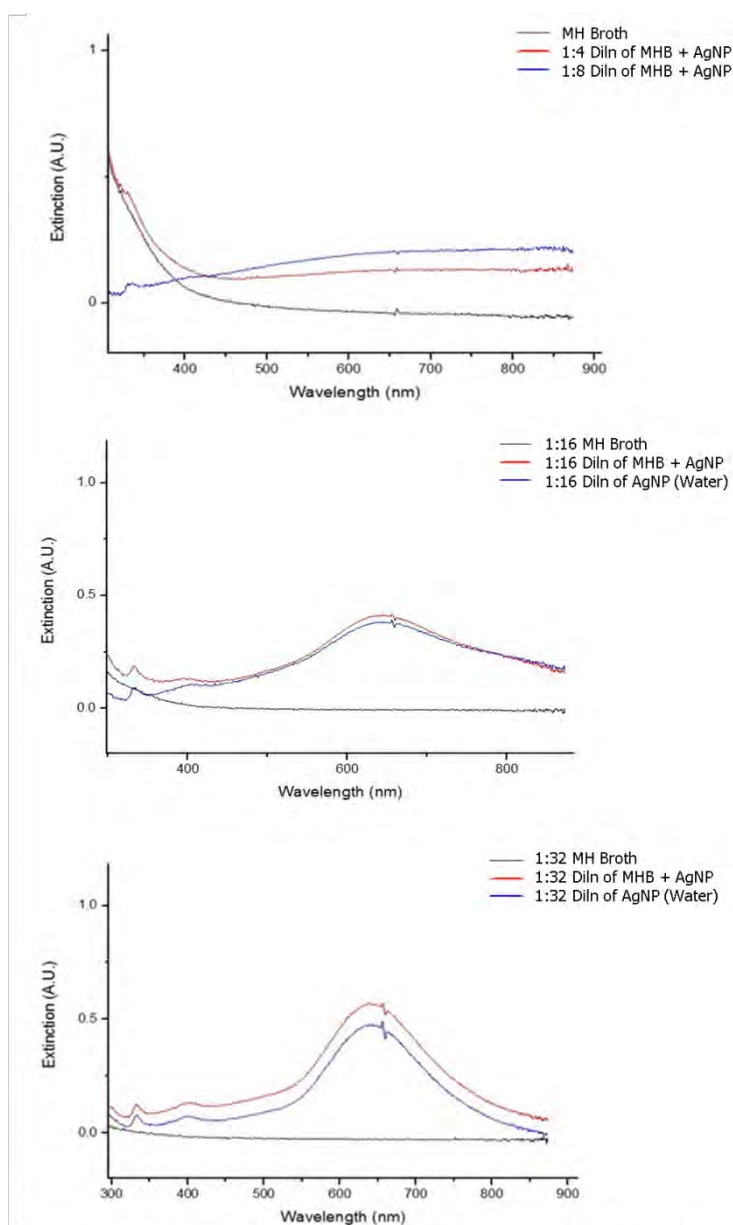 MH Broth
1:4 Diln of MHB + AgNP
1:8 Diln of MHB + AgNP
1
0
Extinction (A.U.)
400 500 600 700 800 900
Wavelength (nm)
1:16 MH Broth
1:16 Diln of MHB + AgNP
1:16 Diln of AgNP (Water)
1.0
0.5
0.0
Extinction (A.U.)
400 600 800
Wavelength (nm)
1:32 MH Broth
1:32 Diln of MHB + AgNP
1:32 Diln of AgNP (Water)
1.0
0.5
0.0
Extinction (A.U.)
300 400 500 600 700 800 900
Wavelength (nm)